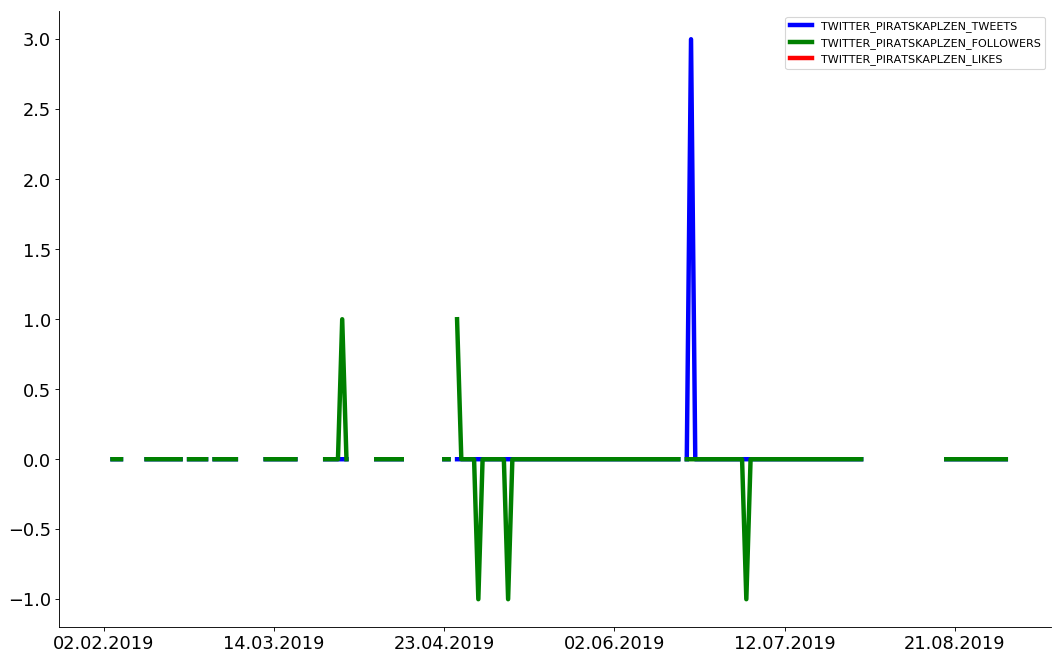 TWITTER_PIRATSKAPLZEN_TWEETS
TWITTER_PIRATSKAPLZEN_FOLLOWERS
TWITTER_PIRATSKAPLZEN_LIKES
3.0
2.5
2.0
1.5
1.0
0.5
0.0
−0.5
−1.0
02.02.2019 14.03.2019 23.04.2019 02.06.2019 12.07.2019 21.08.2019